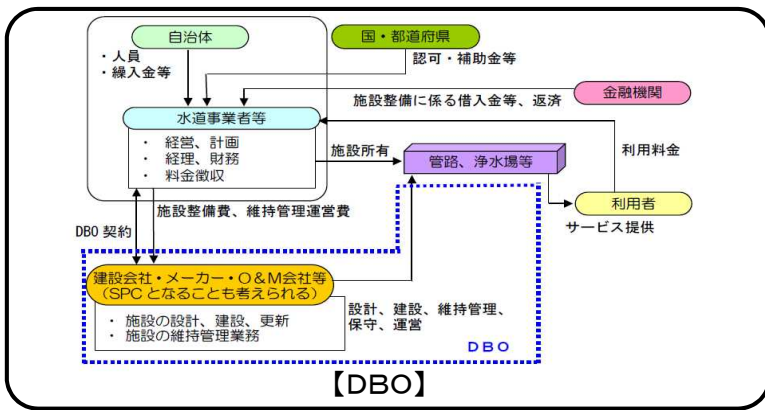 自治体
・人員
・繰入金等
国・都道府県
認可・補助金等
金融機関
施設整備に係る借入金等、返済
水道事業者等
・ 経営、計画
・ 経理、財務
・ 料金徴収
施設所有
管路、浄水場等
利用料金
利用者
サービス提供
施設整備費、維持管理運営費
DBO 契約
建設会社・メーカー・O&M会社等
(SPC となることも考えられる)
・ 施設の設計、建設、更新
・ 施設の維持管理業務
設計、建設、維持管理、
保守、運営
DBO
【DBO】